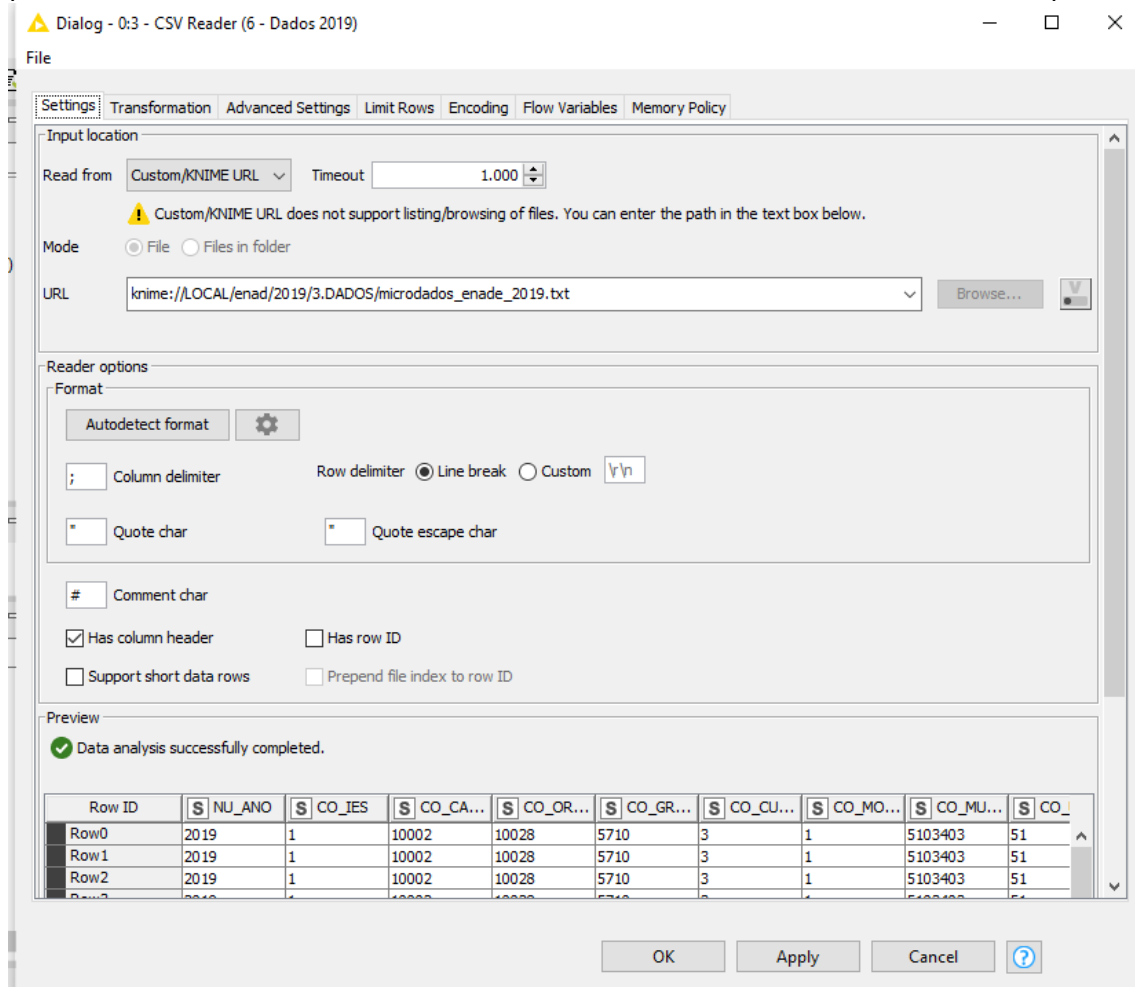 Dialog - 0:3 - CSV Reader (6 - Dados 2019)
File
Settings Transformation Advanced Settings Limit Rows Encoding Flow Variables Memory Policy
Input location
Read from Custom/KNIME URL Timeout 1.000
Custom/KNIME URL does not support listing/browsing of files. You can enter the path in the text box below.
Mode File Files in folder
URL knime://LOCAL/enad/2019/3.DADOS/microdados_enade_2019.txt Browse... V
Reader options
Format
Autodetect format
; Column delimiter Row delimiter Line break Custom \r\n
" Quote char " Quote escape char
# Comment char
Has column header Has row ID
Support short data rows Prepend file index to row ID
Preview
Data analysis successfully completed.
Row ID S NU_ANO S CO_IES S CO_CA... S CO_OR... S CO_GR... S CO_CU... S CO_MO... S CO_MU... S CO_
Row0 2019 1 10002 10028 5710 3 1 5103403 51
Row1 2019 1 10002 10028 5710 3 1 5103403 51
Row2 2019 1 10002 10028 5710 3 1 5103403 51
OK Apply Cancel ?